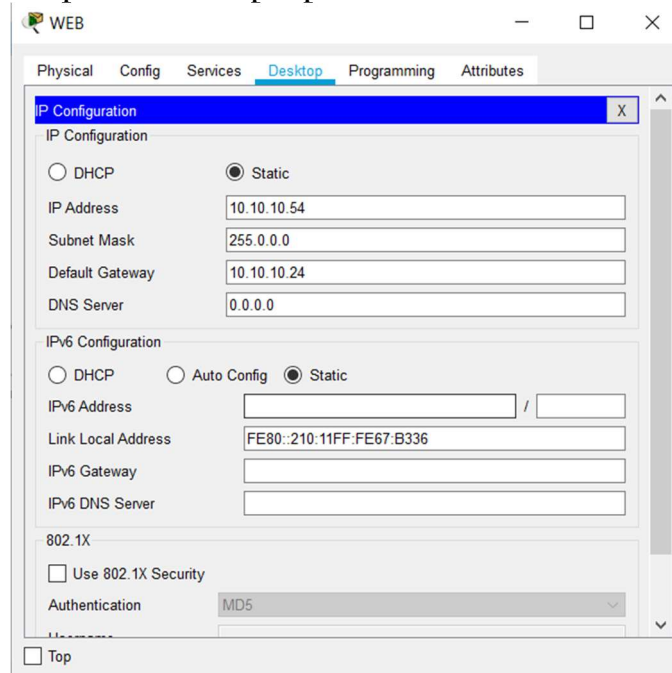 WEB
Physical Config Services Desktop Programming Attributes
IP Configuration X
IP Configuration
DHCP Static
IP Address 10.10.10.54
Subnet Mask 255.0.0.0
Default Gateway 10.10.10.24
DNS Server 0.0.0.0
IPv6 Configuration
DHCP Auto Config Static
IPv6 Address /
Link Local Address FE80::210:11FF:FE67:B336
IPv6 Gateway
IPv6 DNS Server
802.1X
Use 802.1X Security
Authentication MD5
Top